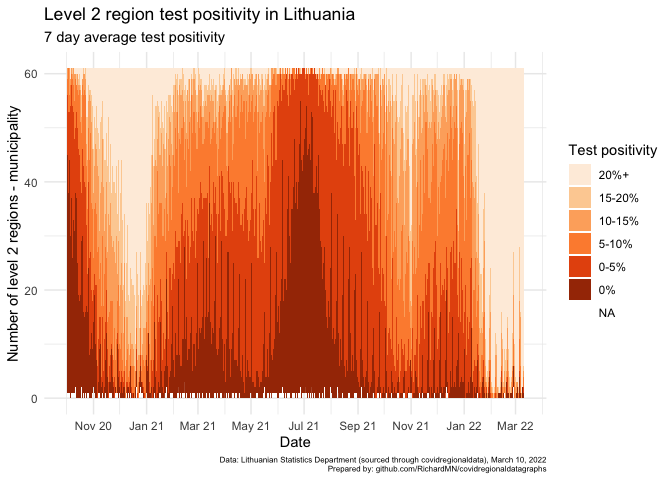 Level 2 region test positivity in Lithuania
7 day average test positivity
Number of level 2 regions - municipality
60
40
20
0
Nov 20 Jan 21 Mar 21 May 21 Jul 21 Sep 21 Nov 21 Jan 22 Mar 22
Date
Test positivity
20%+
15-20%
10-15%
5-10%
0-5%
0%
NA
Data: Lithuanian Statistics Department (sourced through covidregionaldata), March 10, 2022
Prepared by: github.com/RichardMN/covidregionaldatagraphs